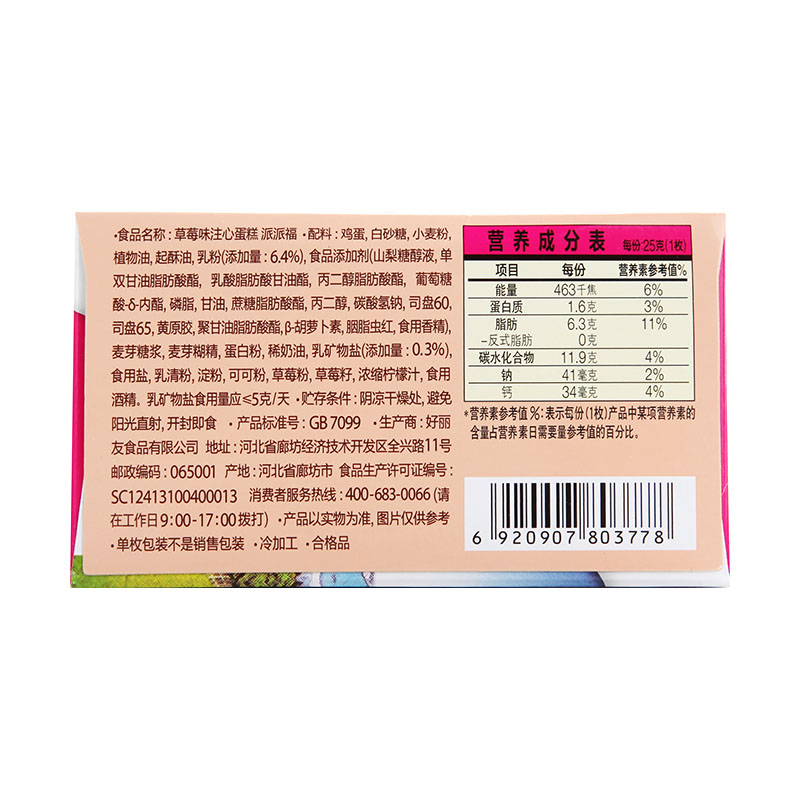 ·食品名称: 草莓味注心蛋糕 派派福 ·配料: 鸡蛋, 白砂糖, 小麦粉,
植物油, 起酥油, 乳粉(添加量: 6.4%), 食品添加剂(山梨糖醇液, 单
双甘油脂肪酸酯, 乳酸脂肪酸甘油酯, 丙二醇脂肪酸酯, 葡萄糖
酸-δ-内酯, 磷脂, 甘油, 蔗糖脂肪酸酯, 丙二醇, 碳酸氢钠, 司盘60,
司盘65, 黄原胶, 聚甘油脂肪酸酯, β-胡萝卜素, 胭脂虫红, 食用香精),
麦芽糖浆, 麦芽糊精, 蛋白粉, 稀奶油, 乳矿物盐(添加量: 0.3%),
食用盐, 乳清粉, 淀粉, 可可粉, 草莓粉, 草莓籽, 浓缩柠檬汁, 食用
酒精。乳矿物盐食用量应≤5克/天 ·贮存条件: 阴凉干燥处, 避免
阳光直射, 开封即食 ·产品标准号: GB 7099 ·生产商: 好丽
友食品有限公司 地址: 河北省廊坊经济技术开发区全兴路11号
邮政编码: 065001 产地: 河北省廊坊市 食品生产许可证编号:
SC12413100400013 消费者服务热线: 400-683-0066 (请
在工作日9:00-17:00拨打) ·产品以实物为准, 图片仅供参考
·单枚包装不是销售包装 ·冷加工 ·合格品
营养成分表 每份:25克(1枚)
项目 每份 营养素参考值%
能量 463千焦 6%
蛋白质 1.6克 3%
脂肪 6.3克 11%
-反式脂肪 0克
碳水化合物 11.9克 4%
钠 41毫克 2%
钙 34毫克 4%
*营养素参考值%:表示每份(1枚)产品中某项营养素的
含量占营养素日需要量参考值的百分比。
6 920907 803778